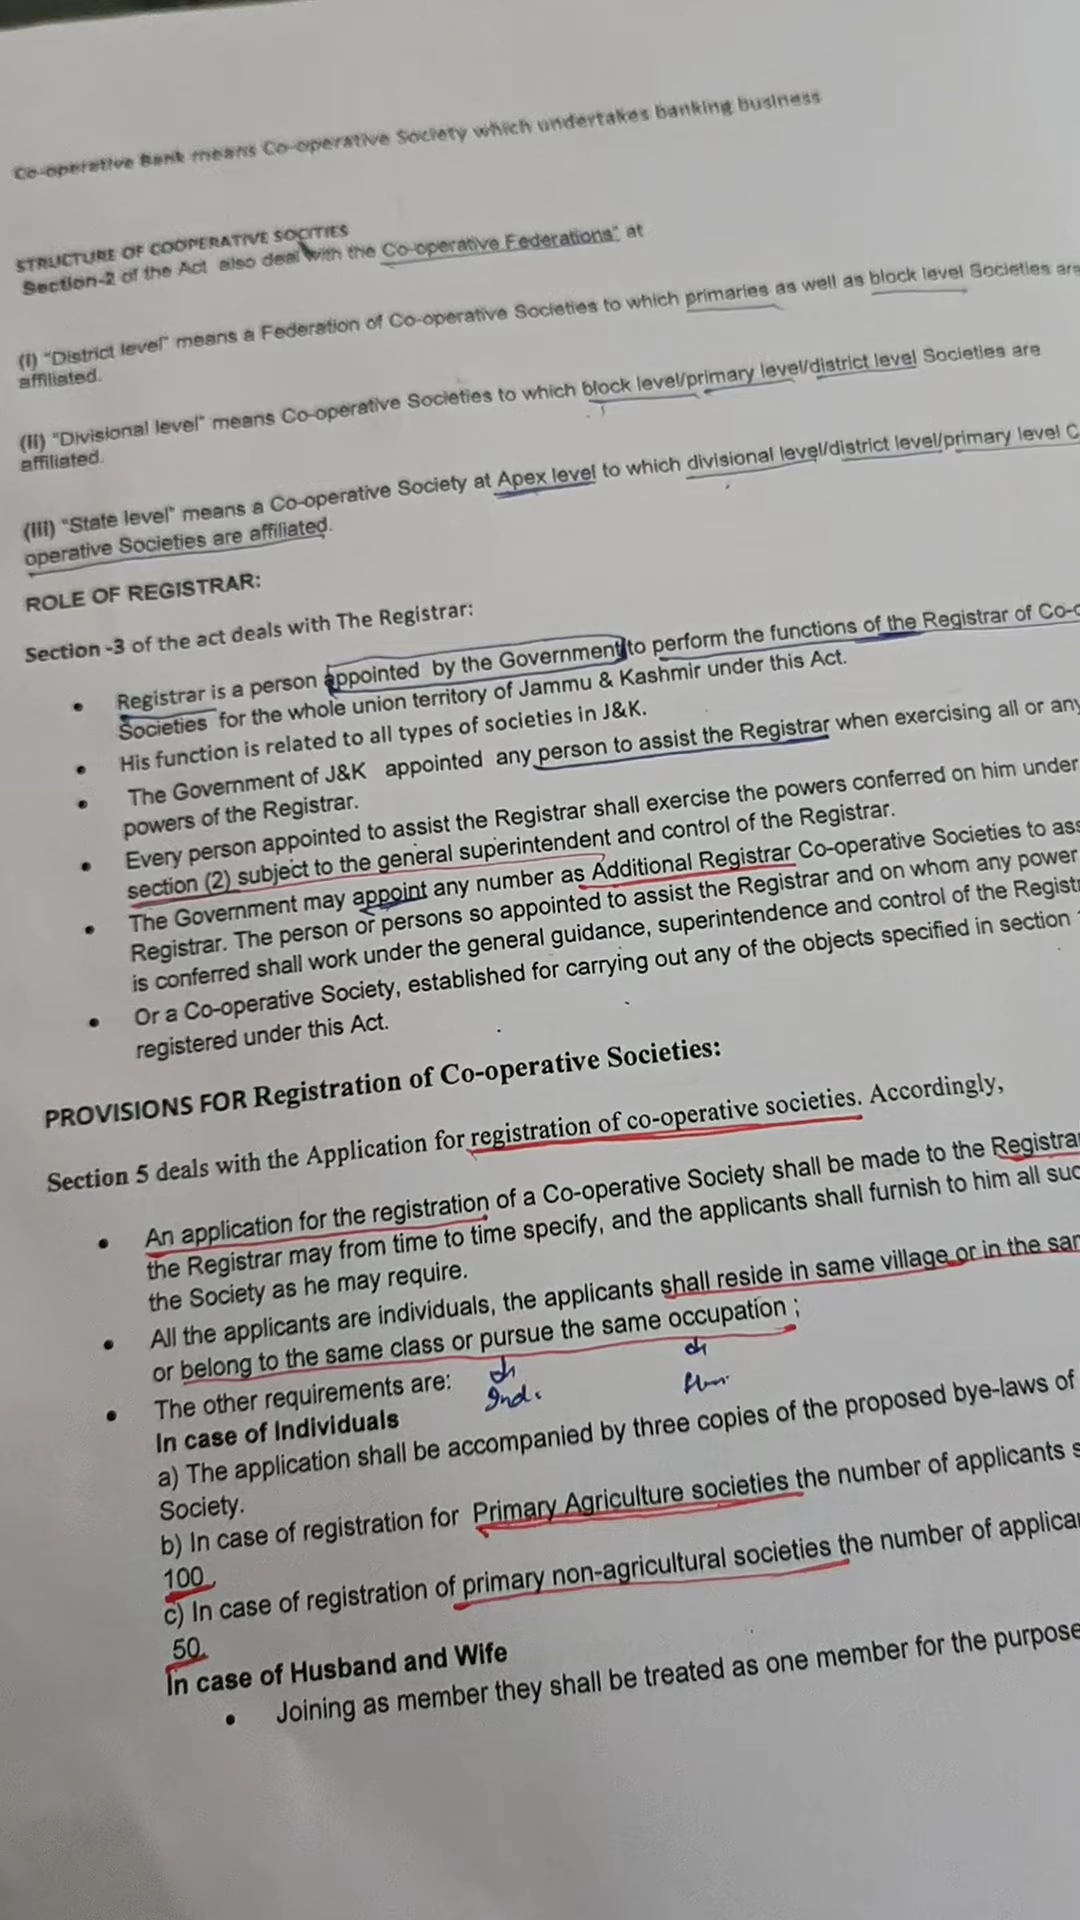 Co-operative Bank means Co-operative Society which undertakes banking business
STRUCTURE OF COOPERATIVE SOCITIES
Section-2 of the Act also deal with the Co-operative Federations" at
(I) "District level" means a Federation of Co-operative Societies to which primaries as well as block level Societies are
affiliated.
(II) "Divisional level" means Co-operative Societies to which block level/primary level/district level Societies are
affiliated.
(III) "State level" means a Co-operative Society at Apex level to which divisional level/district level/primary level C
operative Societies are affiliated.
ROLE OF REGISTRAR:
Section -3 of the act deals with The Registrar:
• Registrar is a person appointed by the Government to perform the functions of the Registrar of Co-o
Societies for the whole union territory of Jammu & Kashmir under this Act.
• His function is related to all types of societies in J&K.
• The Government of J&K appointed any person to assist the Registrar when exercising all or any
powers of the Registrar.
• Every person appointed to assist the Registrar shall exercise the powers conferred on him under
section (2) subject to the general superintendent and control of the Registrar.
• The Government may appoint any number as Additional Registrar Co-operative Societies to ass
Registrar. The person or persons so appointed to assist the Registrar and on whom any power
is conferred shall work under the general guidance, superintendence and control of the Registr
• Or a Co-operative Society, established for carrying out any of the objects specified in section
registered under this Act.
PROVISIONS FOR Registration of Co-operative Societies:
Section 5 deals with the Application for registration of co-operative societies. Accordingly,
• An application for the registration of a Co-operative Society shall be made to the Registra
the Registrar may from time to time specify, and the applicants shall furnish to him all suc
the Society as he may require.
• All the applicants are individuals, the applicants shall reside in same village or in the sam
or belong to the same class or pursue the same occupation ;
• The other requirements are:
Ind.
In case of Individuals
a) The application shall be accompanied by three copies of the proposed bye-laws of
Society.
b) In case of registration for Primary Agriculture societies the number of applicants s
100.
c) In case of registration of primary non-agricultural societies the number of applica
50.
In case of Husband and Wife
• Joining as member they shall be treated as one member for the purpose